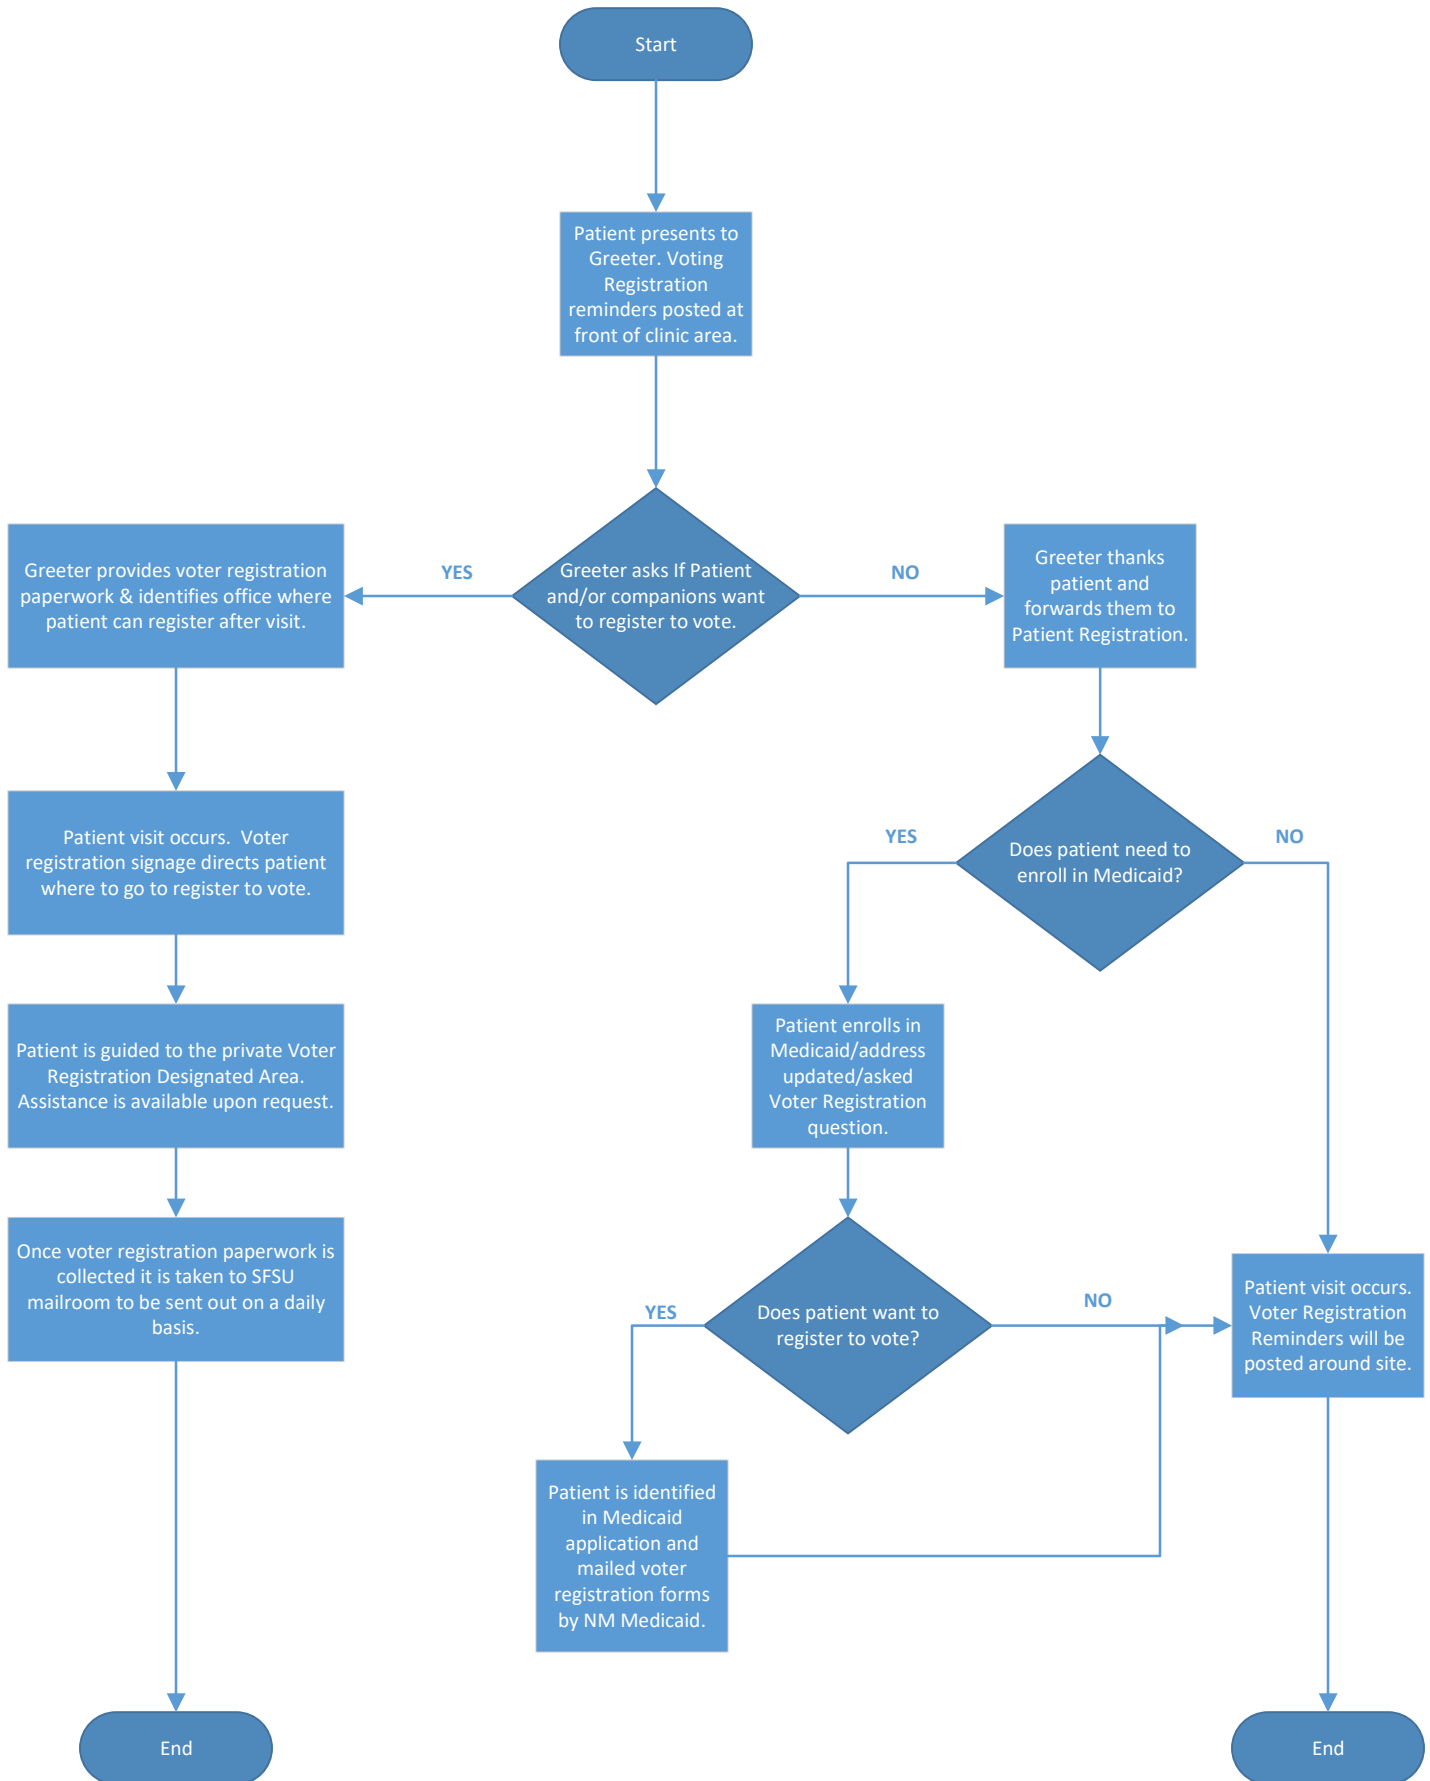 Start
Patient presents to
Greeter. Voting
Registration
reminders posted at
front of clinic area.
Greeter asks If Patient
and/or companions want
to register to vote.
YES
NO
Greeter provides voter registration
paperwork & identifies office where
patient can register after visit.
Greeter thanks
patient and
forwards them to
Patient Registration.
Patient visit occurs.  Voter
registration signage directs patient
where to go to register to vote.
Does patient need to
enroll in Medicaid?
YES
NO
Patient is guided to the private Voter
Registration Designated Area.
Assistance is available upon request.
Patient enrolls in
Medicaid/address
updated/asked
Voter Registration
question.
Once voter registration paperwork is
collected it is taken to SFSU
mailroom to be sent out on a daily
basis.
Does patient want to
register to vote?
YES
NO
Patient visit occurs.
Voter Registration
Reminders will be
posted around site.
Patient is identified
in Medicaid
application and
mailed voter
registration forms
by NM Medicaid.
End
End